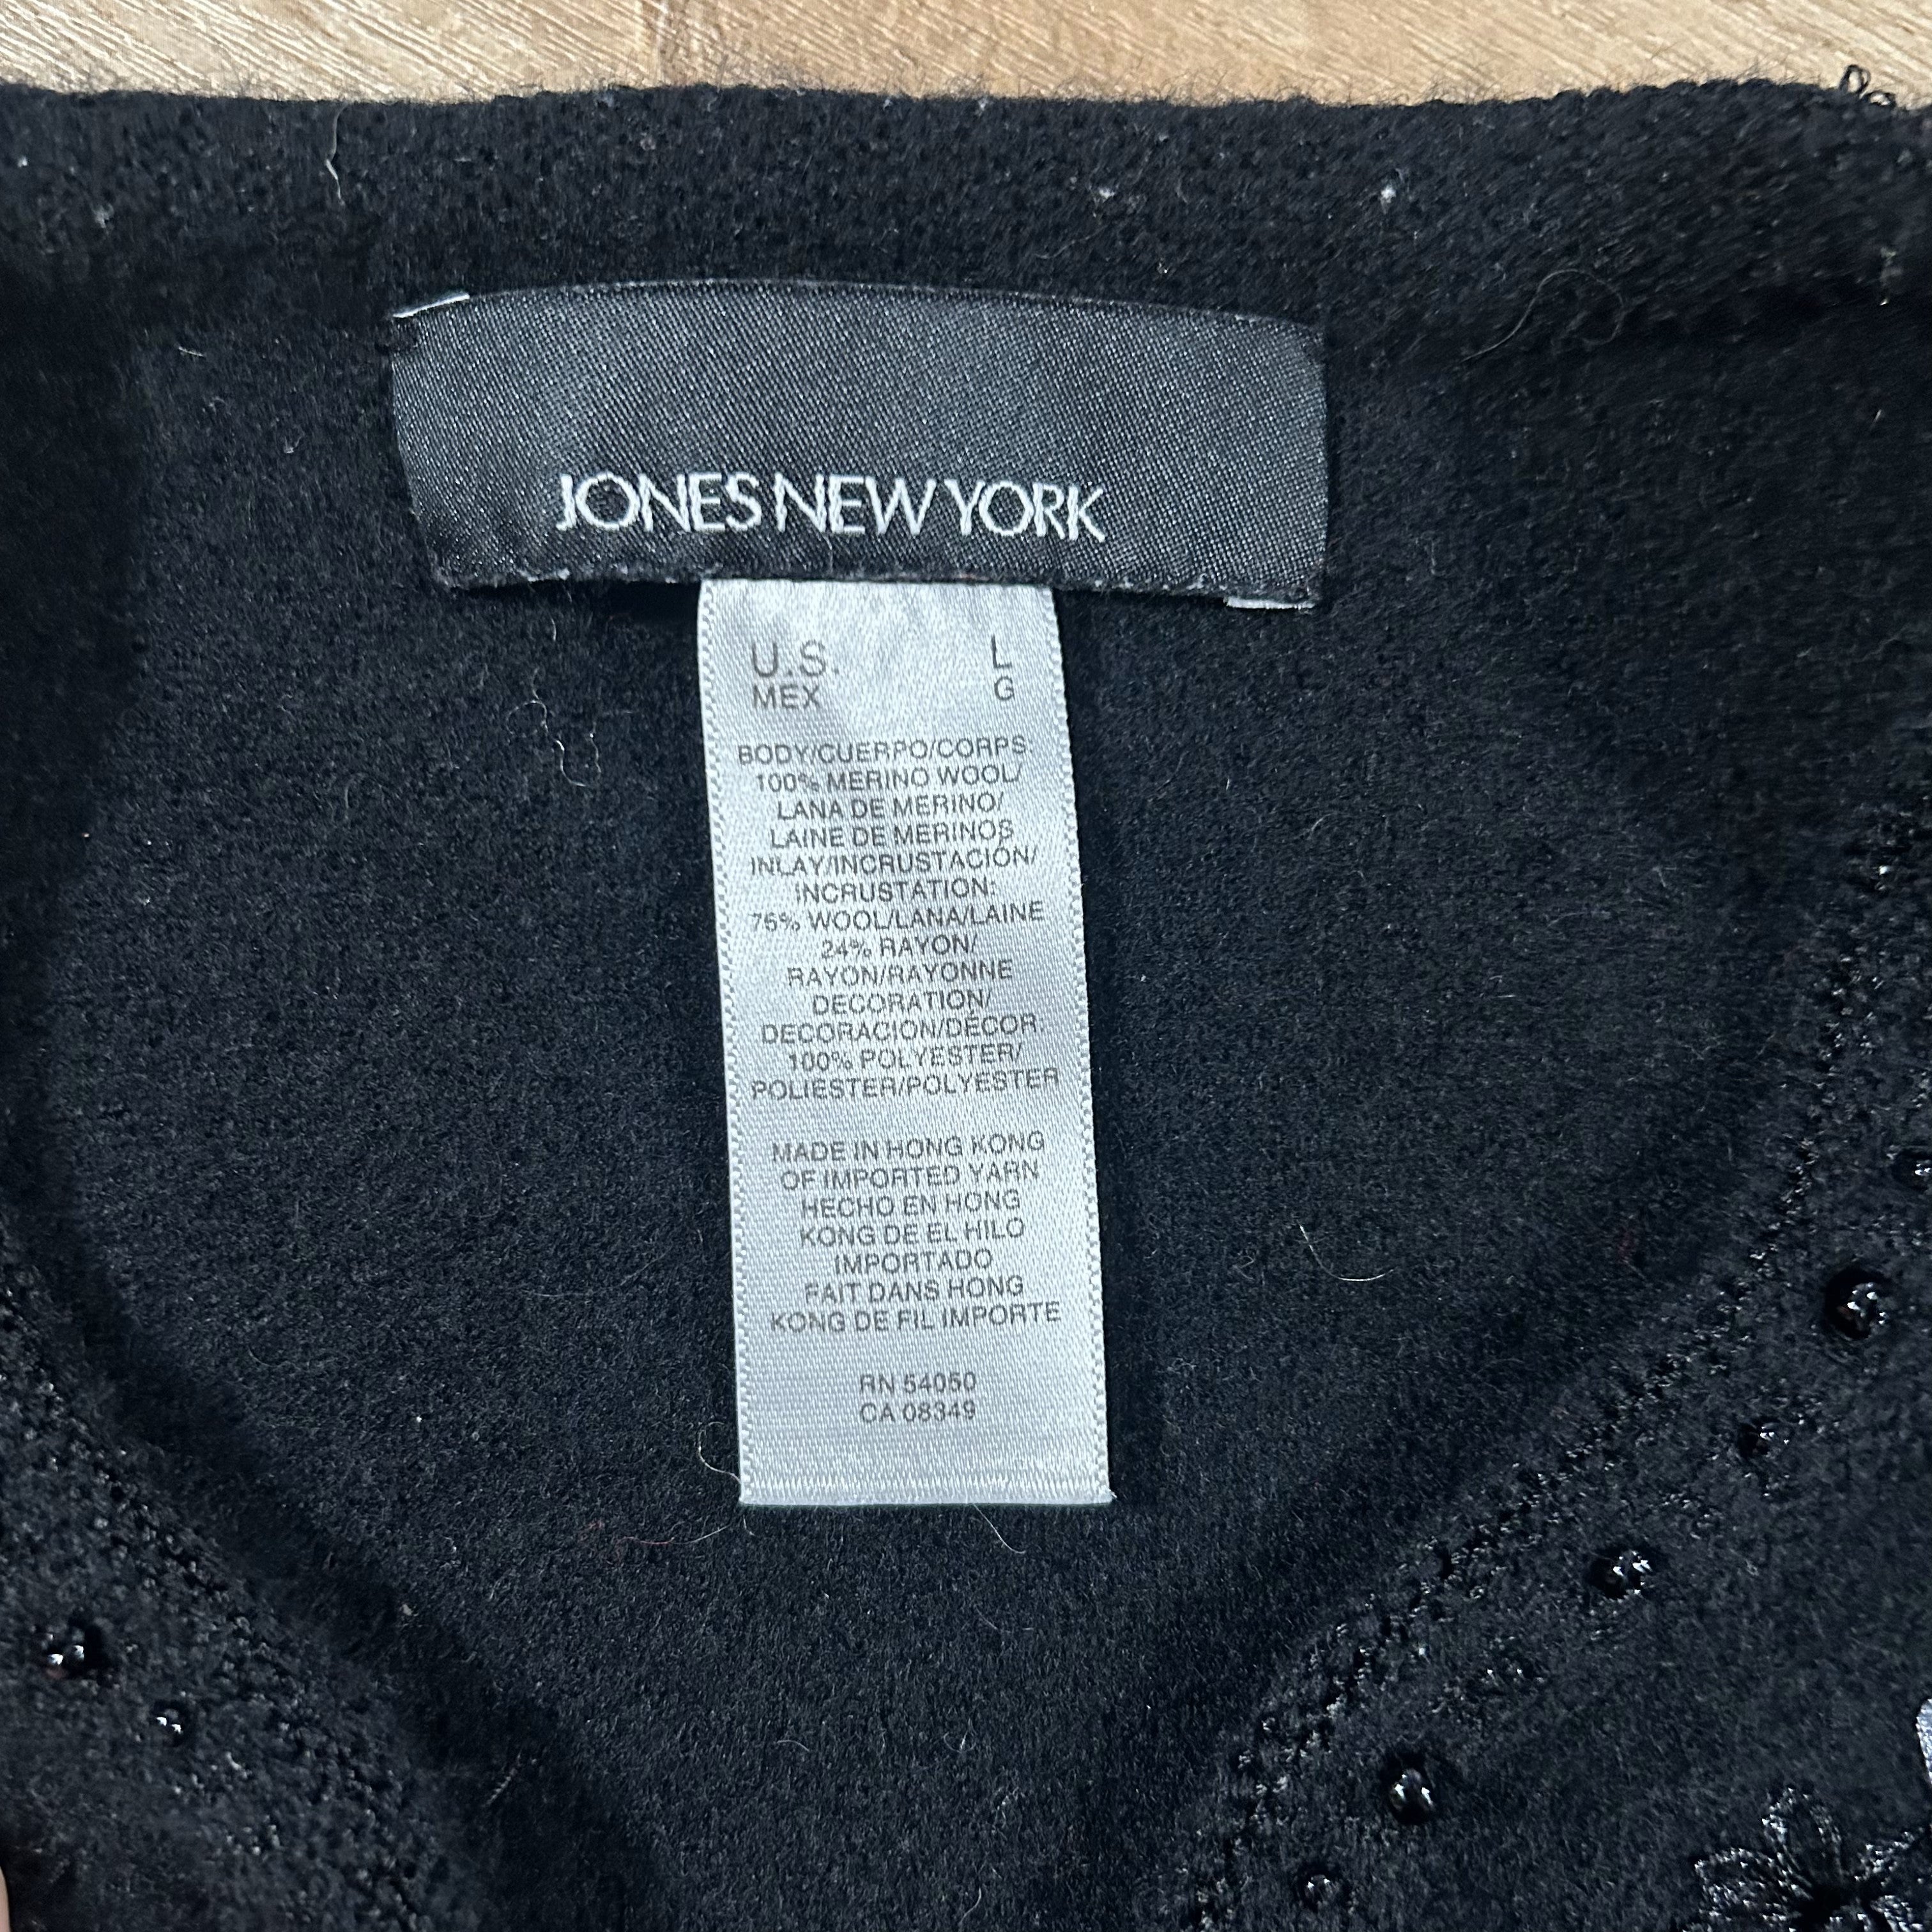 JONES NEW YORK
U.S. L
MEX G
BODY/CUERPO/CORPS:
100% MERINO WOOL/
LANA DE MERINO/
LAINE DE MERINOS
INLAY/INCRUSTACIÓN/
INCRUSTATION:
76% WOOL/LANA/LAINE
24% RAYON/
RAYON/RAYONNE
DECORATION/
DECORACION/DÉCOR:
100% POLYESTER/
POLIESTER/POLYESTER
MADE IN HONG KONG
OF IMPORTED YARN
HECHO EN HONG
KONG DE EL HILO
IMPORTADO
FAIT DANS HONG
KONG DE FIL IMPORTE
RN 54050
CA 08349